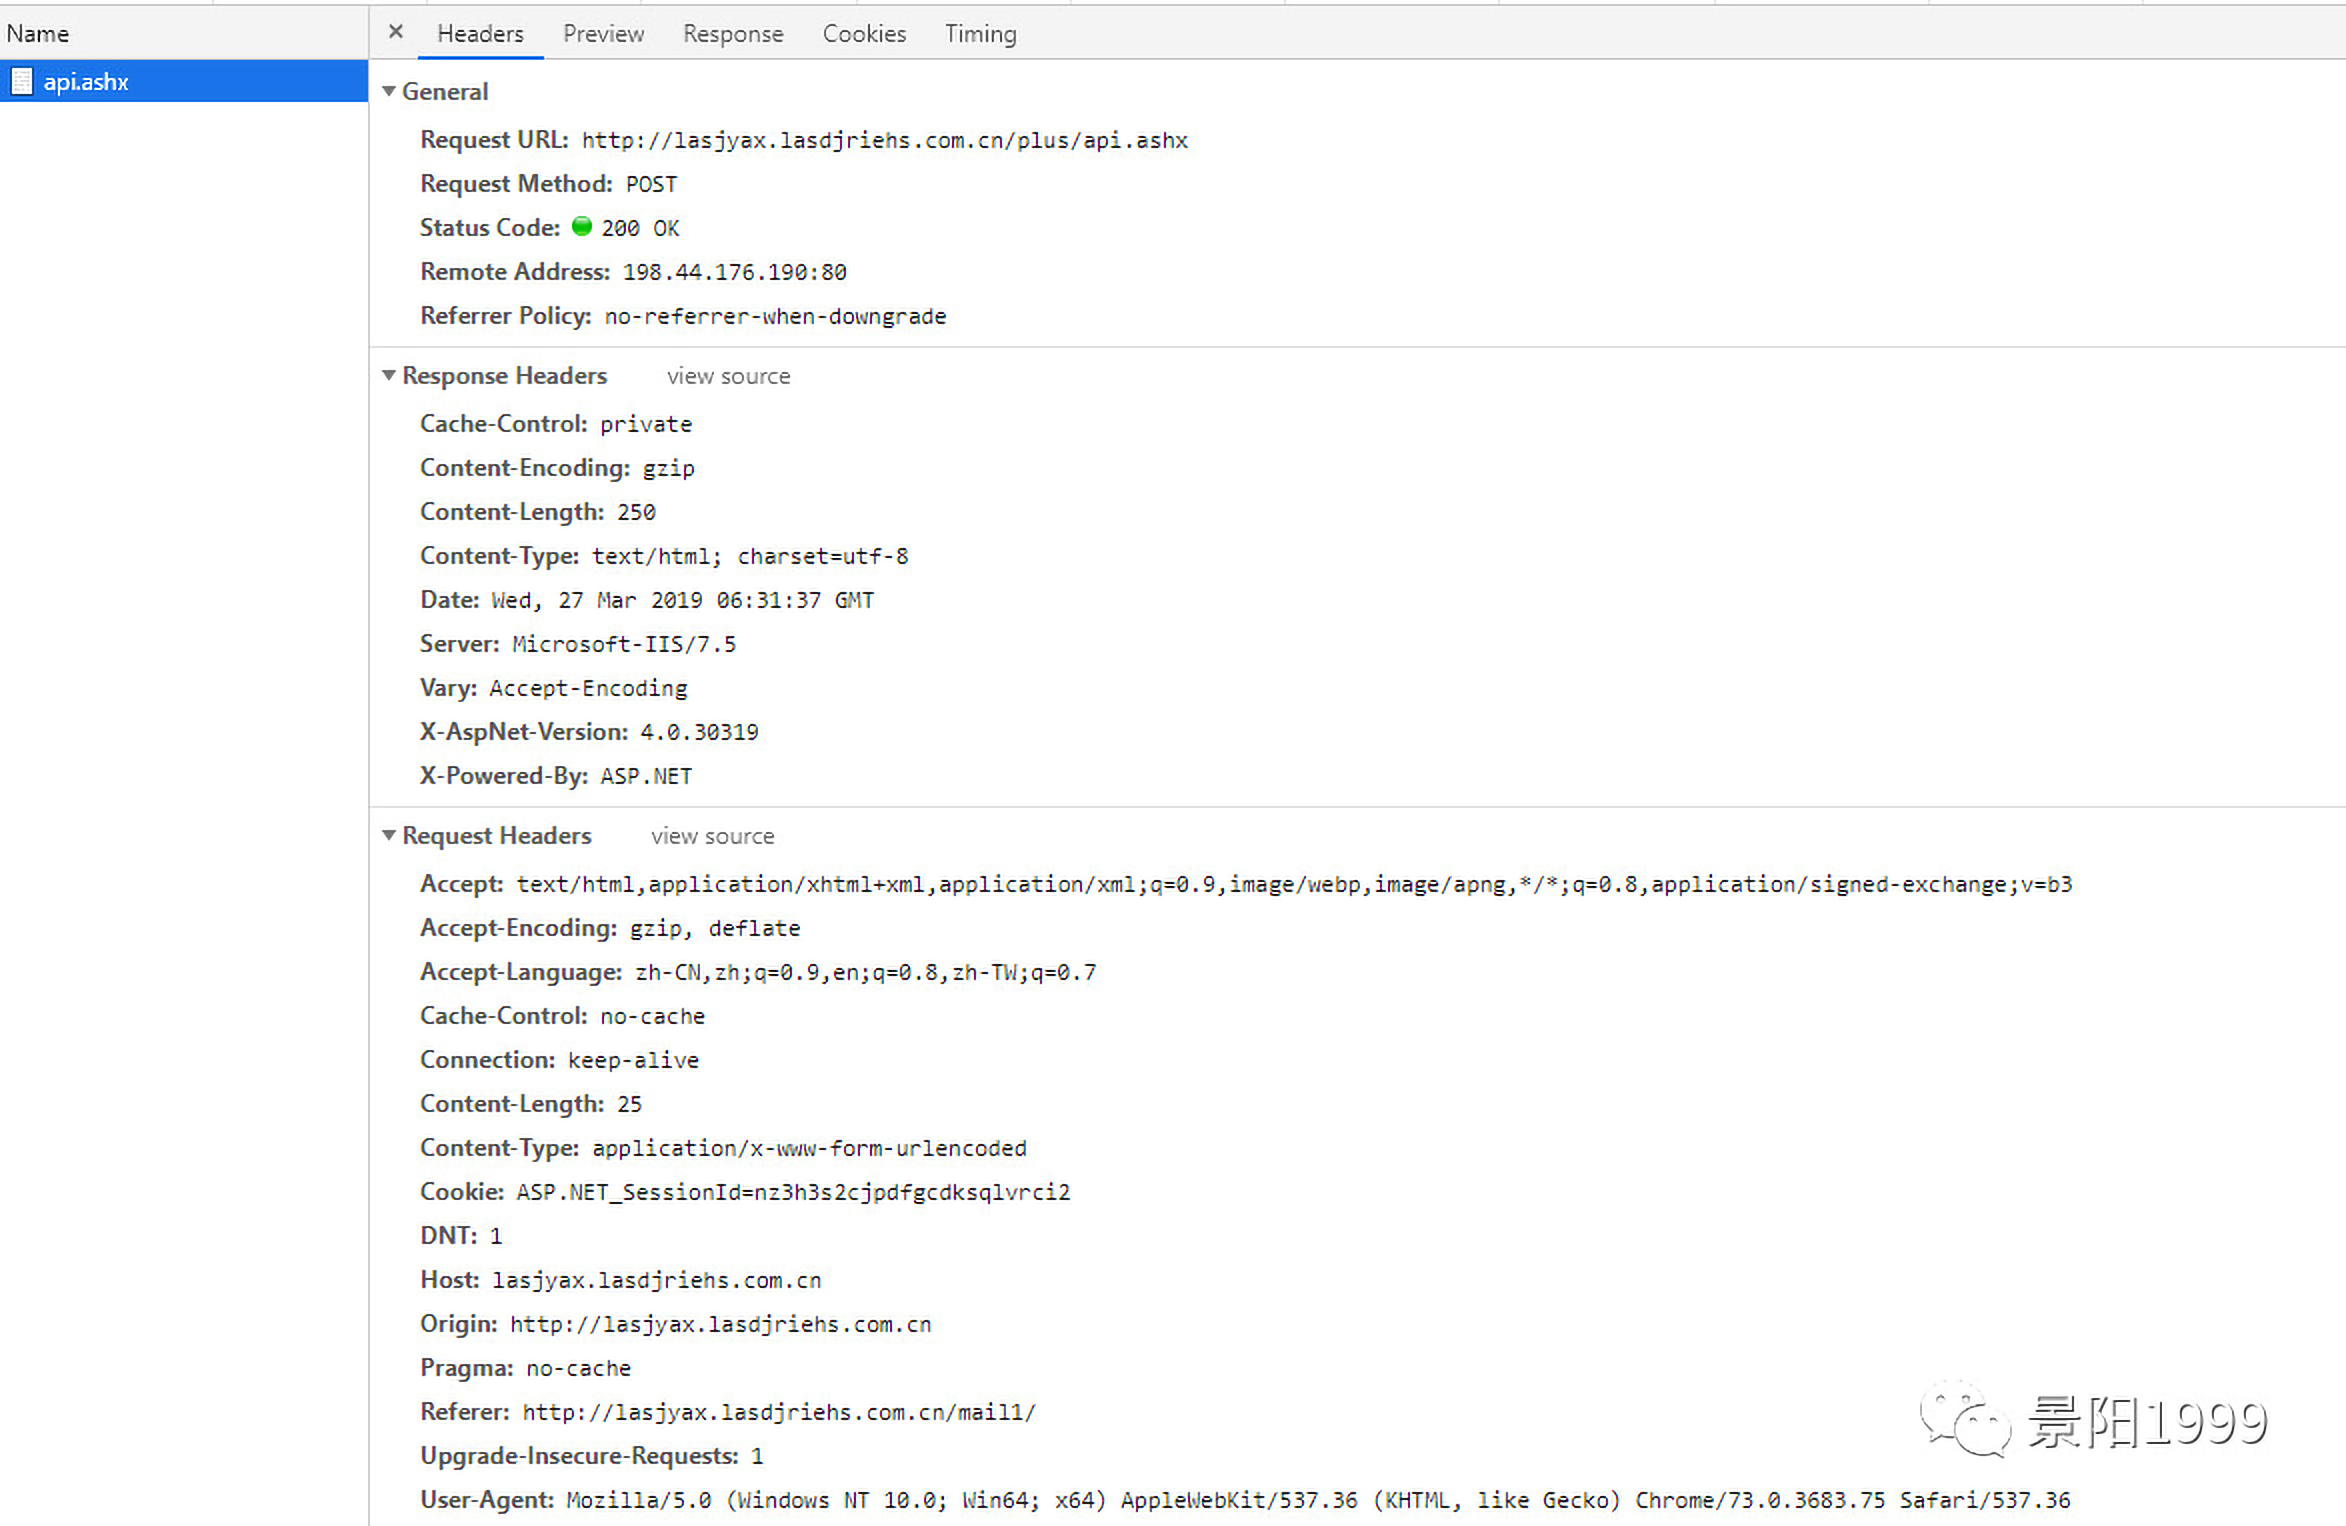 Name
api.ashx
× Headers Preview Response Cookies Timing
General
Request URL: http://lasjyax.lasdjriehs.com.cn/plus/api.ashx
Request Method: POST
Status Code: 200 OK
Remote Address: 198.44.176.190:80
Referrer Policy: no-referrer-when-downgrade
Response Headers view source
Cache-Control: private
Content-Encoding: gzip
Content-Length: 250
Content-Type: text/html; charset=utf-8
Date: Wed, 27 Mar 2019 06:31:37 GMT
Server: Microsoft-IIS/7.5
Vary: Accept-Encoding
X-AspNet-Version: 4.0.30319
X-Powered-By: ASP.NET
Request Headers view source
Accept: text/html,application/xhtml+xml,application/xml;q=0.9,image/webp,image/apng,*/*;q=0.8,application/signed-exchange;v=b3
Accept-Encoding: gzip, deflate
Accept-Language: zh-CN,zh;q=0.9,en;q=0.8,zh-TW;q=0.7
Cache-Control: no-cache
Connection: keep-alive
Content-Length: 25
Content-Type: application/x-www-form-urlencoded
Cookie: ASP.NET_SessionId=nz3h3s2cjpdfgcdksqlvrci2
DNT: 1
Host: lasjyax.lasdjriehs.com.cn
Origin: http://lasjyax.lasdjriehs.com.cn
Pragma: no-cache
Referer: http://lasjyax.lasdjriehs.com.cn/mail1/
Upgrade-Insecure-Requests: 1
User-Agent: Mozilla/5.0 (Windows NT 10.0; Win64; x64) AppleWebKit/537.36 (KHTML, like Gecko) Chrome/73.0.3683.75 Safari/537.36
景阳1999